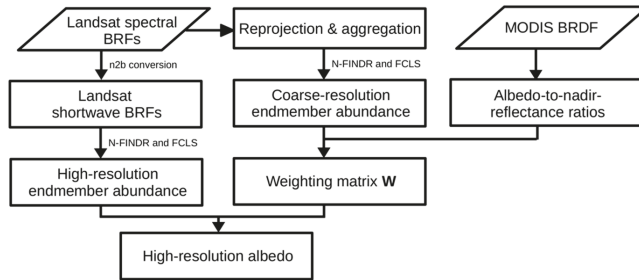 Landsat spectral
BRFs
Reprojection & aggregation
MODIS BRDF
n2b conversion
N-FINDR and FCLS
Landsat
shortwave BRFs
Coarse-resolution
endmember abundance
Albedo-to-nadir-
reflectance ratios
N-FINDR and FCLS
High-resolution
endmember abundance
Weighting matrix W
High-resolution albedo